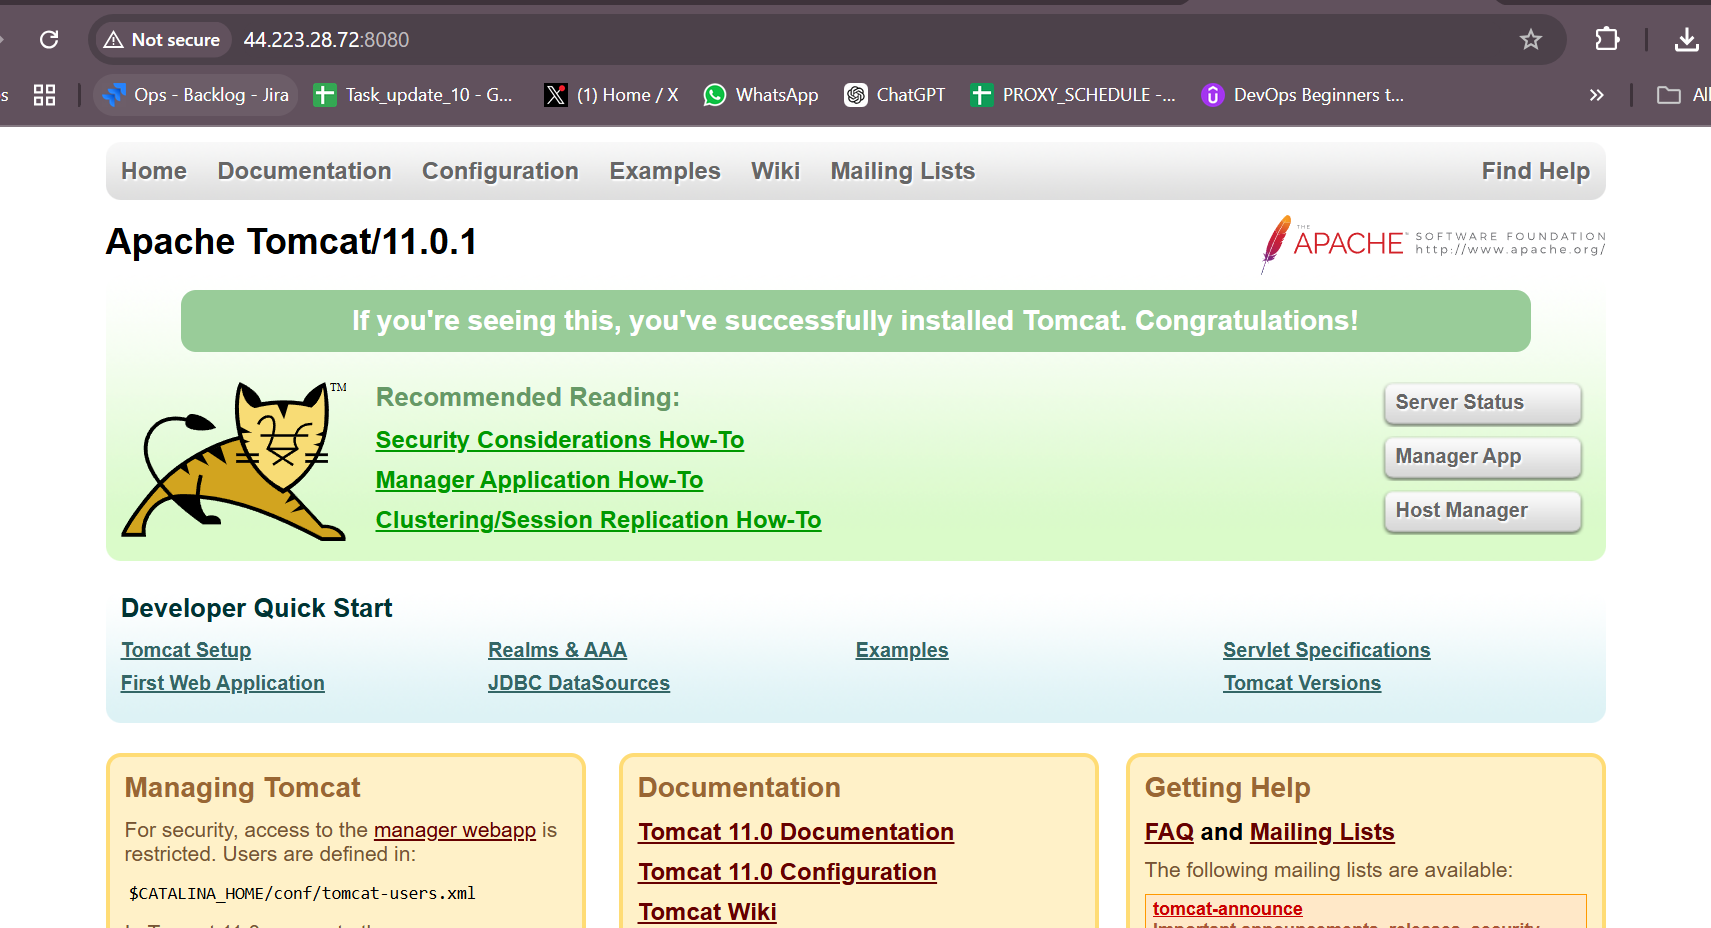 Not secure 44.223.28.72:8080
s Ops - Backlog - Jira Task_update_10 - G... (1) Home / X WhatsApp ChatGPT PROXY_SCHEDULE -... DevOps Beginners t... » All
Home Documentation Configuration Examples Wiki Mailing Lists Find Help
Apache Tomcat/11.0.1
THE APACHE™ SOFTWARE FOUNDATION
http://www.apache.org/
If you're seeing this, you've successfully installed Tomcat. Congratulations!
TM
Recommended Reading:
Security Considerations How-To
Manager Application How-To
Clustering/Session Replication How-To
Server Status
Manager App
Host Manager
Developer Quick Start
Tomcat Setup
First Web Application
Realms & AAA
JDBC DataSources
Examples
Servlet Specifications
Tomcat Versions
Managing Tomcat
For security, access to the manager webapp is
restricted. Users are defined in:
$CATALINA_HOME/conf/tomcat-users.xml
Documentation
Tomcat 11.0 Documentation
Tomcat 11.0 Configuration
Tomcat Wiki
Getting Help
FAQ and Mailing Lists
The following mailing lists are available:
tomcat-announce
Important announcements, releases, security